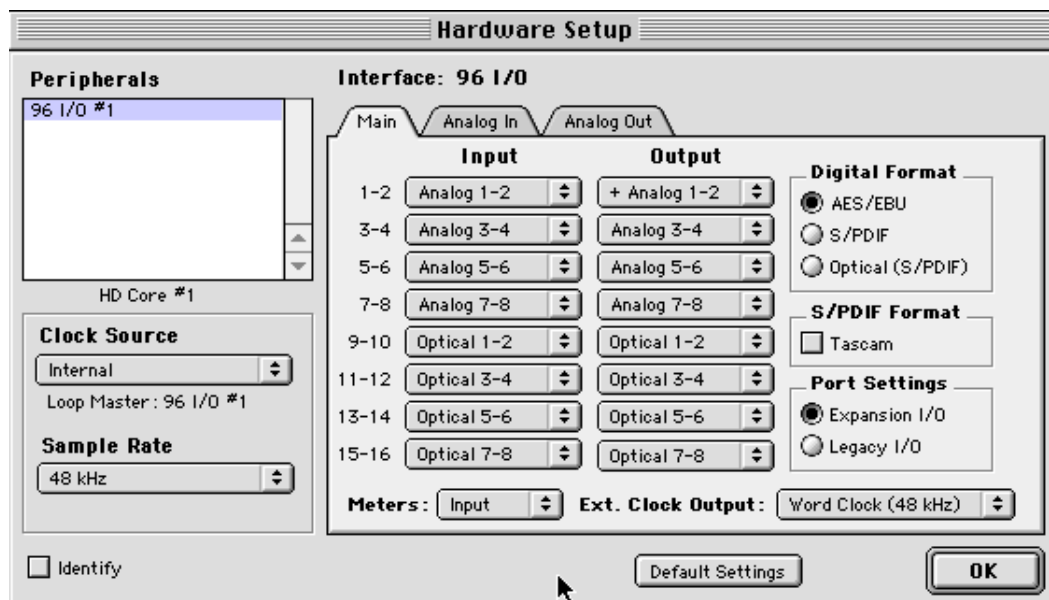 Hardware Setup
Peripherals
96 I/O #1
HD Core #1
Clock Source
Internal
Loop Master : 96 I/O #1
Sample Rate
48 kHz
Identify
Interface: 96 I/O
Main Analog In Analog Out
Input Output
1-2 Analog 1-2 + Analog 1-2
3-4 Analog 3-4 Analog 3-4
5-6 Analog 5-6 Analog 5-6
7-8 Analog 7-8 Analog 7-8
9-10 Optical 1-2 Optical 1-2
11-12 Optical 3-4 Optical 3-4
13-14 Optical 5-6 Optical 5-6
15-16 Optical 7-8 Optical 7-8
Digital Format
AES/EBU
S/PDIF
Optical (S/PDIF)
S/PDIF Format
Tascam
Port Settings
Expansion I/O
Legacy I/O
Meters: Input Ext. Clock Output: Word Clock (48 kHz)
Default Settings OK